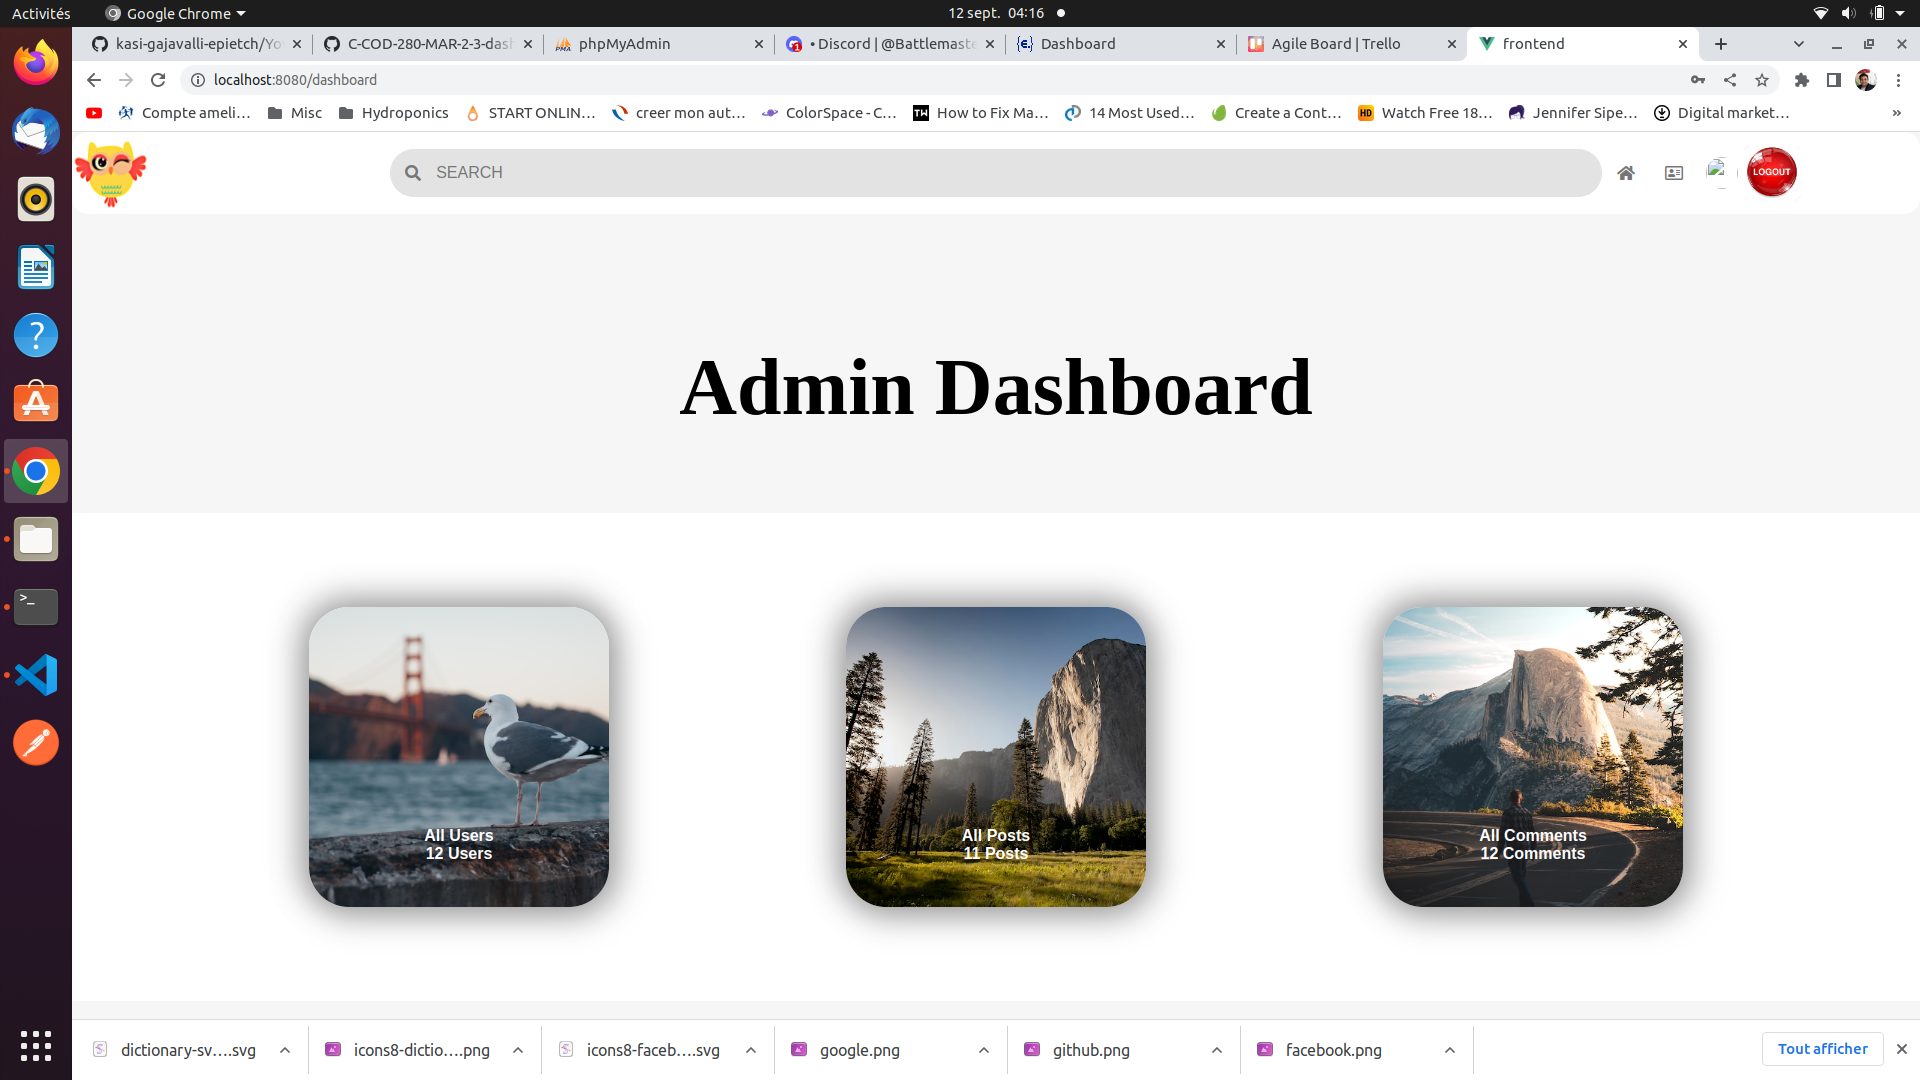 Activités
Google Chrome
12 sept. 04:16
kasi-gajavalli-epietch/Yo
C-COD-280-MAR-2-3-dash
phpMyAdmin
• Discord | @Battlemaste
Dashboard
Agile Board | Trello
frontend
localhost:8080/dashboard
Compte ameli…
Misc
Hydroponics
START ONLIN…
creer mon aut…
ColorSpace - C…
How to Fix Ma…
14 Most Used…
Create a Cont…
Watch Free 18…
Jennifer Sipe…
Digital market…
»
SEARCH
LOGOUT
Admin Dashboard
All Users
12 Users
All Posts
11 Posts
All Comments
12 Comments
dictionary-sv….svg
icons8-dictio….png
icons8-faceb….svg
google.png
github.png
facebook.png
Tout afficher